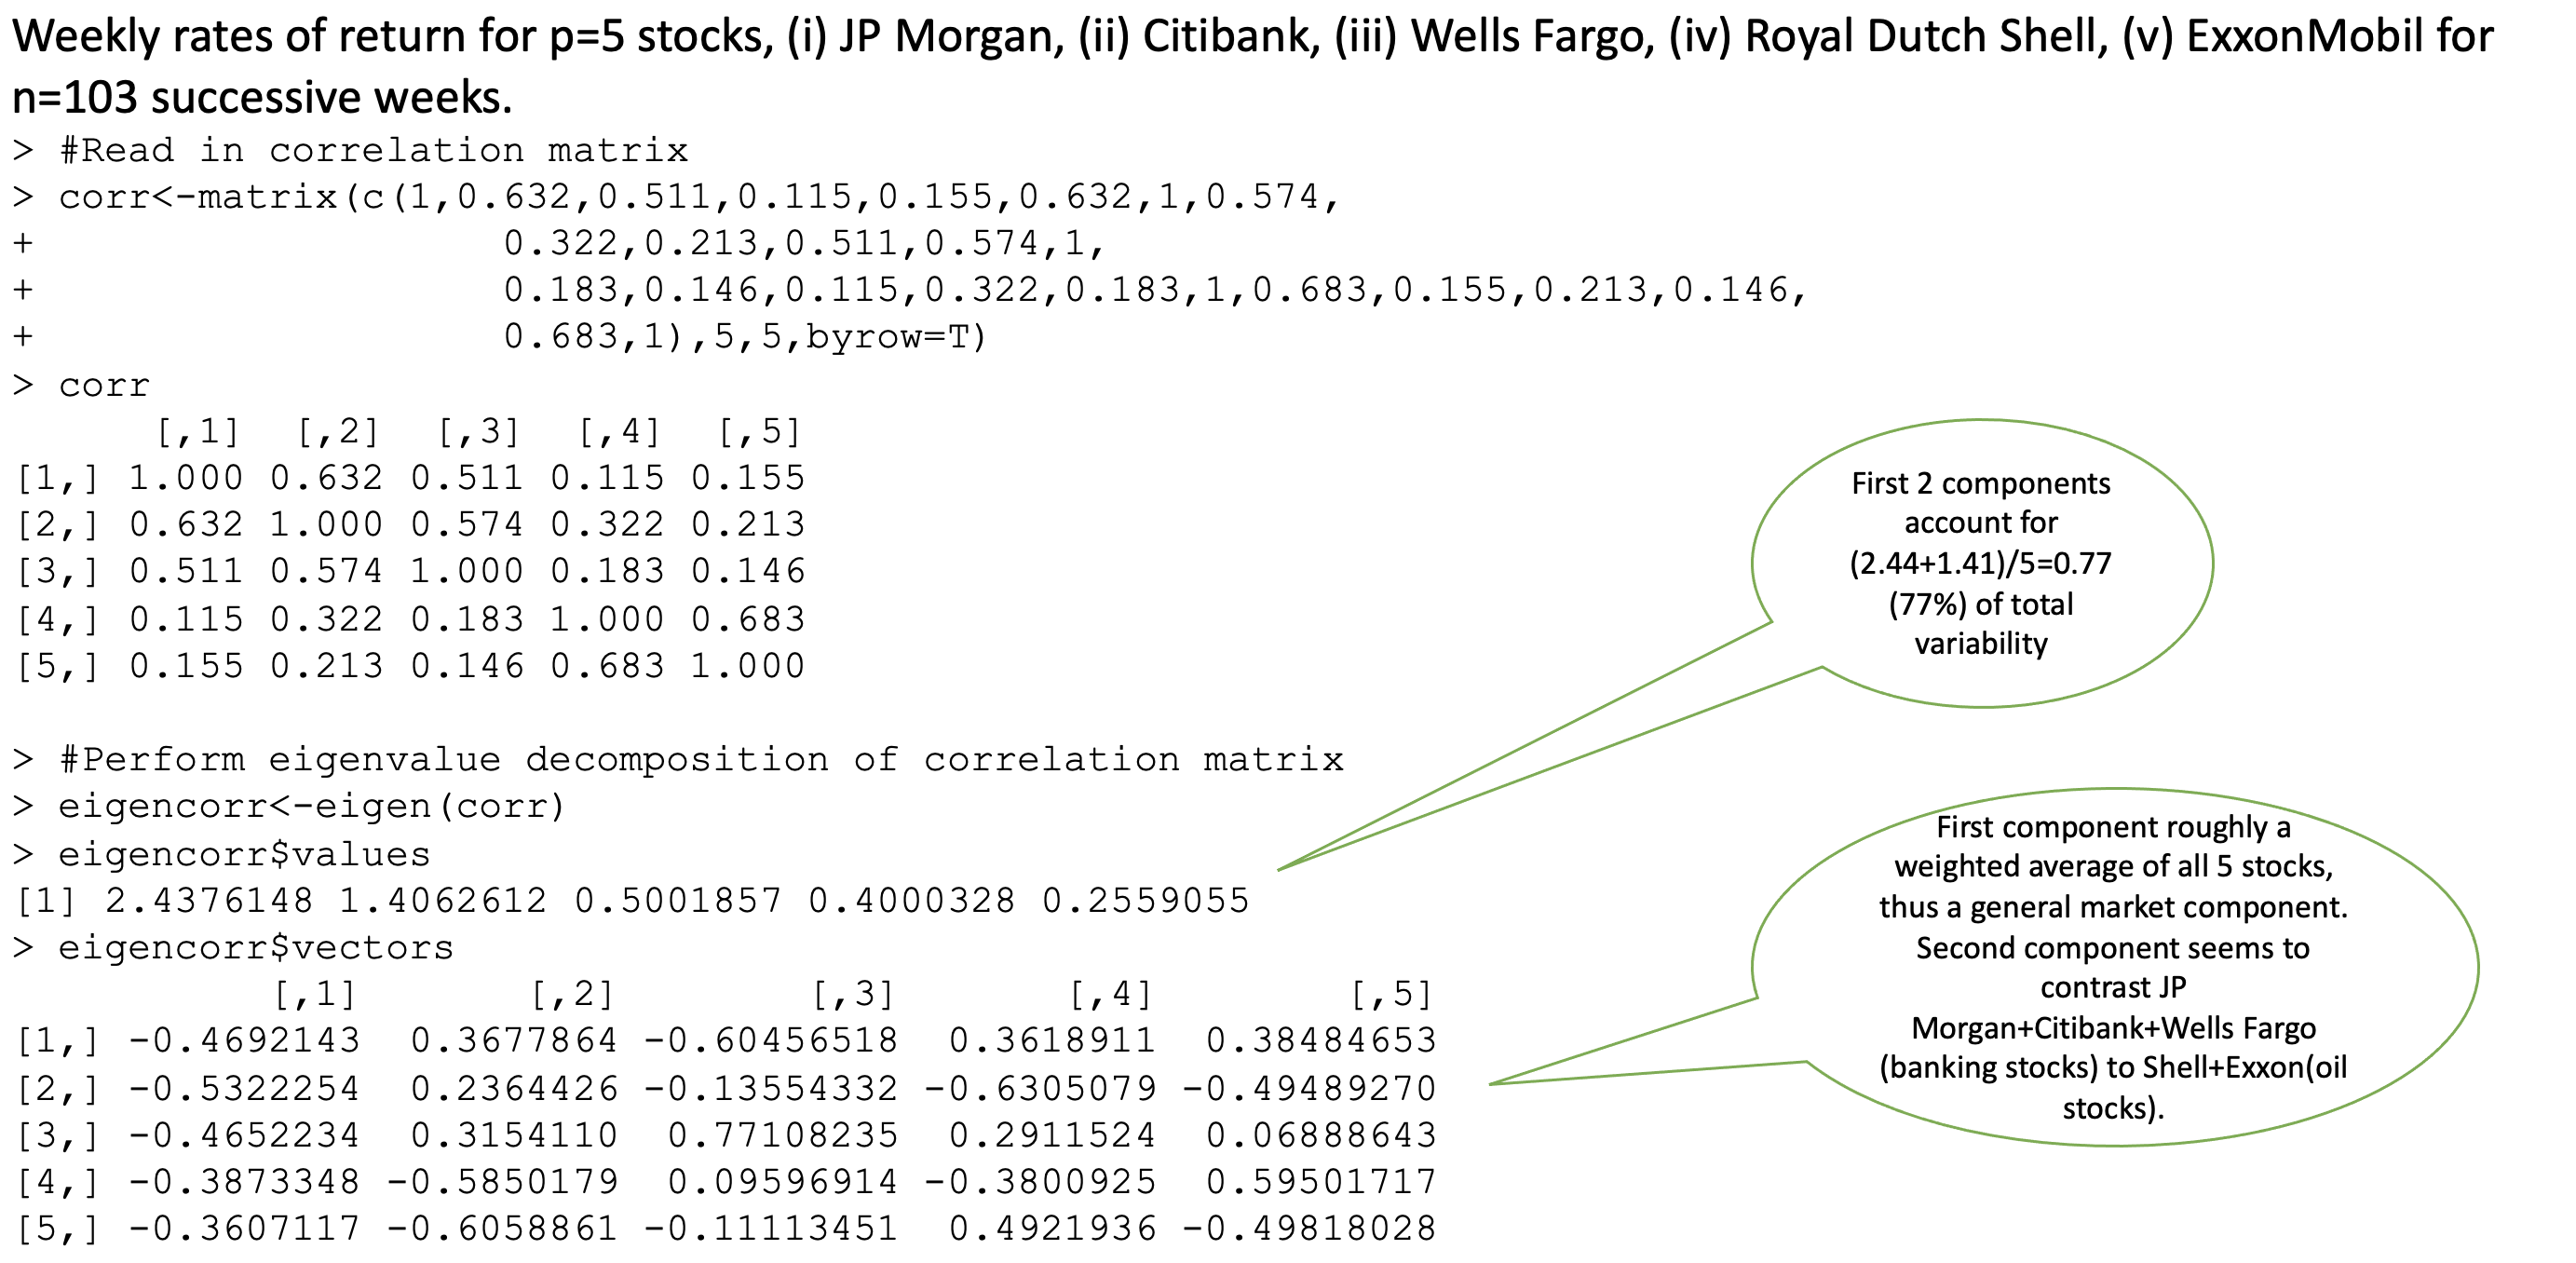 Weekly rates of return for p=5 stocks, (i) JP Morgan, (ii) Citibank, (iii) Wells Fargo, (iv) Royal Dutch Shell, (v) ExxonMobil for
n=103 successive weeks.
> #Read in correlation matrix
> corr<-matrix(c(1,0.632,0.511,0.115,0.155,0.632,1,0.574,
+                   0.322,0.213,0.511,0.574,1,
+                   0.183,0.146,0.115,0.322,0.183,1,0.683,0.155,0.213,0.146,
+                   0.683,1),5,5,byrow=T)
> corr
      [,1]  [,2]  [,3]  [,4]  [,5]
[1,] 1.000 0.632 0.511 0.115 0.155
[2,] 0.632 1.000 0.574 0.322 0.213
[3,] 0.511 0.574 1.000 0.183 0.146
[4,] 0.115 0.322 0.183 1.000 0.683
[5,] 0.155 0.213 0.146 0.683 1.000
> #Perform eigenvalue decomposition of correlation matrix
> eigencorr<-eigen(corr)
> eigencorr$values
[1] 2.4376148 1.4062612 0.5001857 0.4000328 0.2559055
> eigencorr$vectors
           [,1]       [,2]        [,3]       [,4]        [,5]
[1,] -0.4692143  0.3677864 -0.60456518  0.3618911  0.38484653
[2,] -0.5322254  0.2364426 -0.13554332 -0.6305079 -0.49489270
[3,] -0.4652234  0.3154110  0.77108235  0.2911524  0.06888643
[4,] -0.3873348 -0.5850179  0.09596914 -0.3800925  0.59501717
[5,] -0.3607117 -0.6058861 -0.11113451  0.4921936 -0.49818028
First 2 components
account for
(2.44+1.41)/5=0.77
(77%) of total
variability
First component roughly a
weighted average of all 5 stocks,
thus a general market component.
Second component seems to
contrast JP
Morgan+Citibank+Wells Fargo
(banking stocks) to Shell+Exxon(oil
stocks).